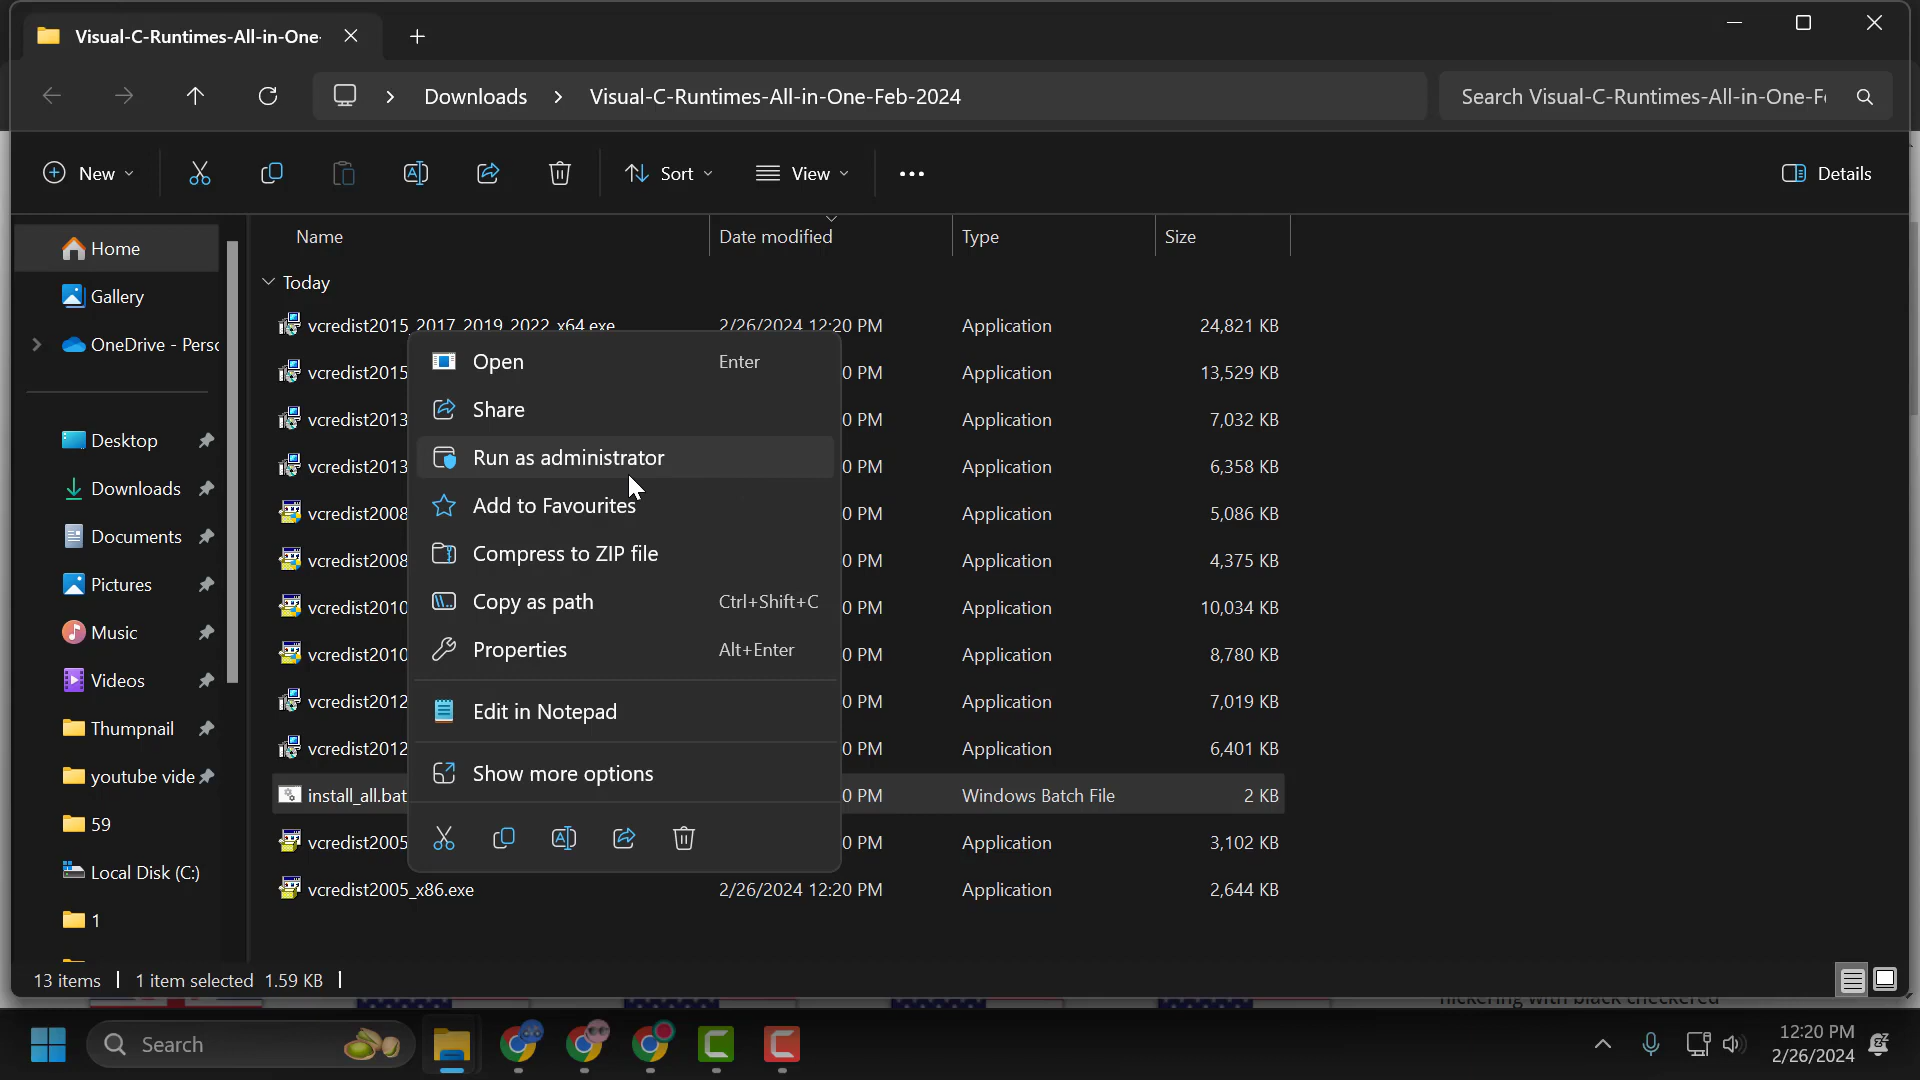 Visual-C-Runtimes-All-in-One-
Downloads
Visual-C-Runtimes-All-in-One-Feb-2024
Search Visual-C-Runtimes-All-in-One-F
New
Sort
View
Details
Home
Gallery
OneDrive - Perso
Desktop
Downloads
Documents
Pictures
Music
Videos
Thumpnail
youtube vide
59
Local Disk (C:)
1
Name Date modified Type Size
Today
vcredist2015_2017_2019_2022_x64.exe 2/26/2024 12:20 PM Application 24,821 KB
vcredist2015 0 PM Application 13,529 KB
vcredist2013 0 PM Application 7,032 KB
vcredist2013 0 PM Application 6,358 KB
vcredist2008 0 PM Application 5,086 KB
vcredist2008 0 PM Application 4,375 KB
vcredist2010 0 PM Application 10,034 KB
vcredist2010 0 PM Application 8,780 KB
vcredist2012 0 PM Application 7,019 KB
vcredist2012 0 PM Application 6,401 KB
install_all.bat 0 PM Windows Batch File 2 KB
vcredist2005 0 PM Application 3,102 KB
vcredist2005_x86.exe 2/26/2024 12:20 PM Application 2,644 KB
Open Enter
Share
Run as administrator
Add to Favourites
Compress to ZIP file
Copy as path Ctrl+Shift+C
Properties Alt+Enter
Edit in Notepad
Show more options
13 items 1 item selected 1.59 KB
Search
12:20 PM
2/26/2024